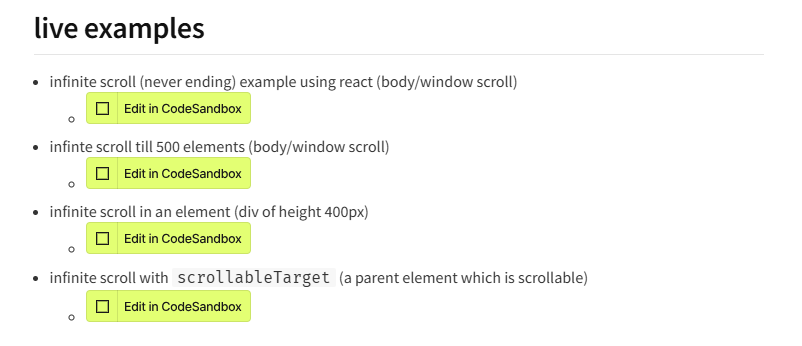 live examples
infinite scroll (never ending) example using react (body/window scroll)
Edit in CodeSandbox
infinte scroll till 500 elements (body/window scroll)
Edit in CodeSandbox
infinite scroll in an element (div of height 400px)
Edit in CodeSandbox
infinite scroll with scrollableTarget (a parent element which is scrollable)
Edit in CodeSandbox